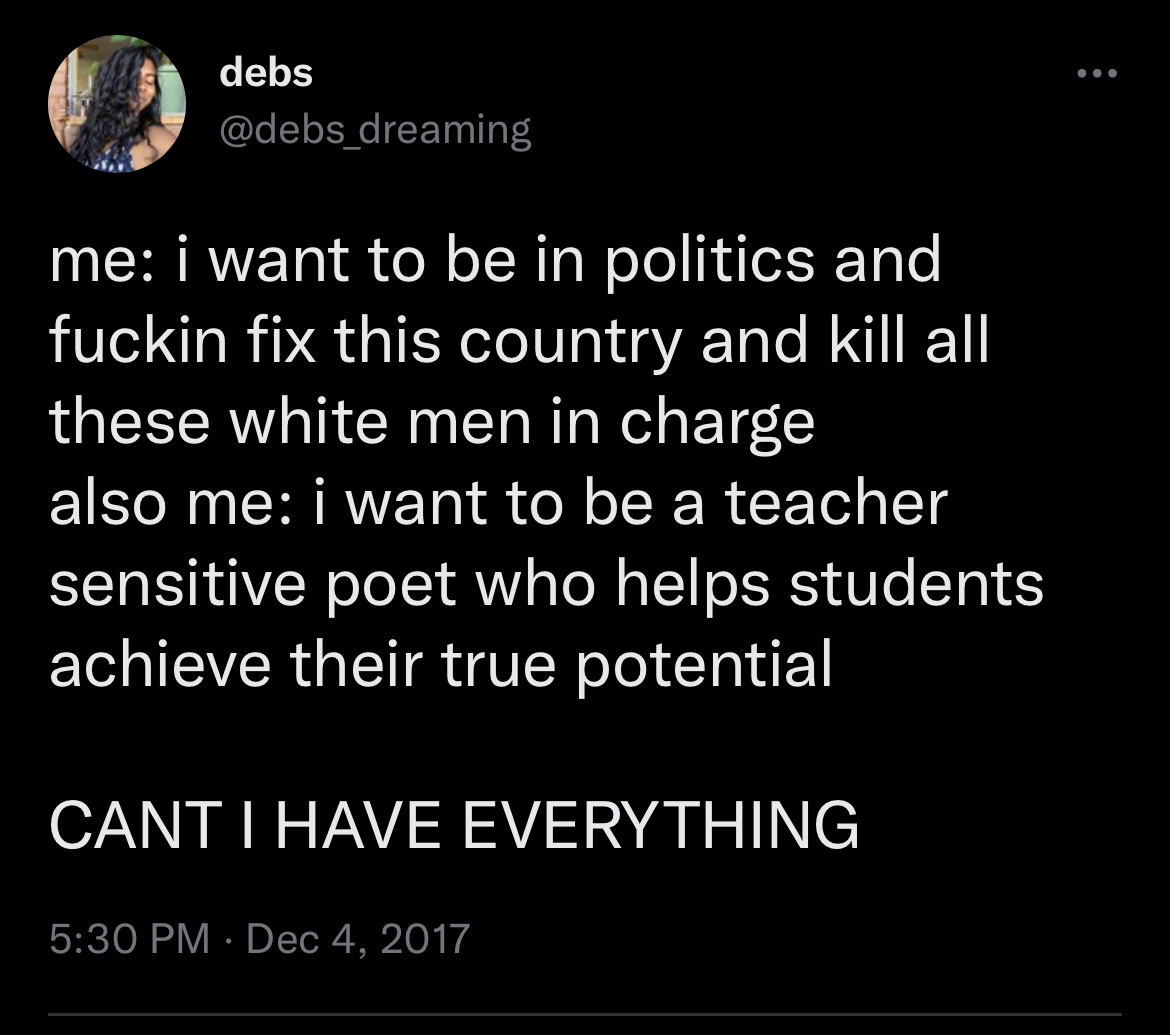 debs
@debs_dreaming
me: i want to be in politics and
fuckin fix this country and kill all
these white men in charge
also me: i want to be a teacher
sensitive poet who helps students
achieve their true potential
CANT I HAVE EVERYTHING
5:30 PM · Dec 4, 2017